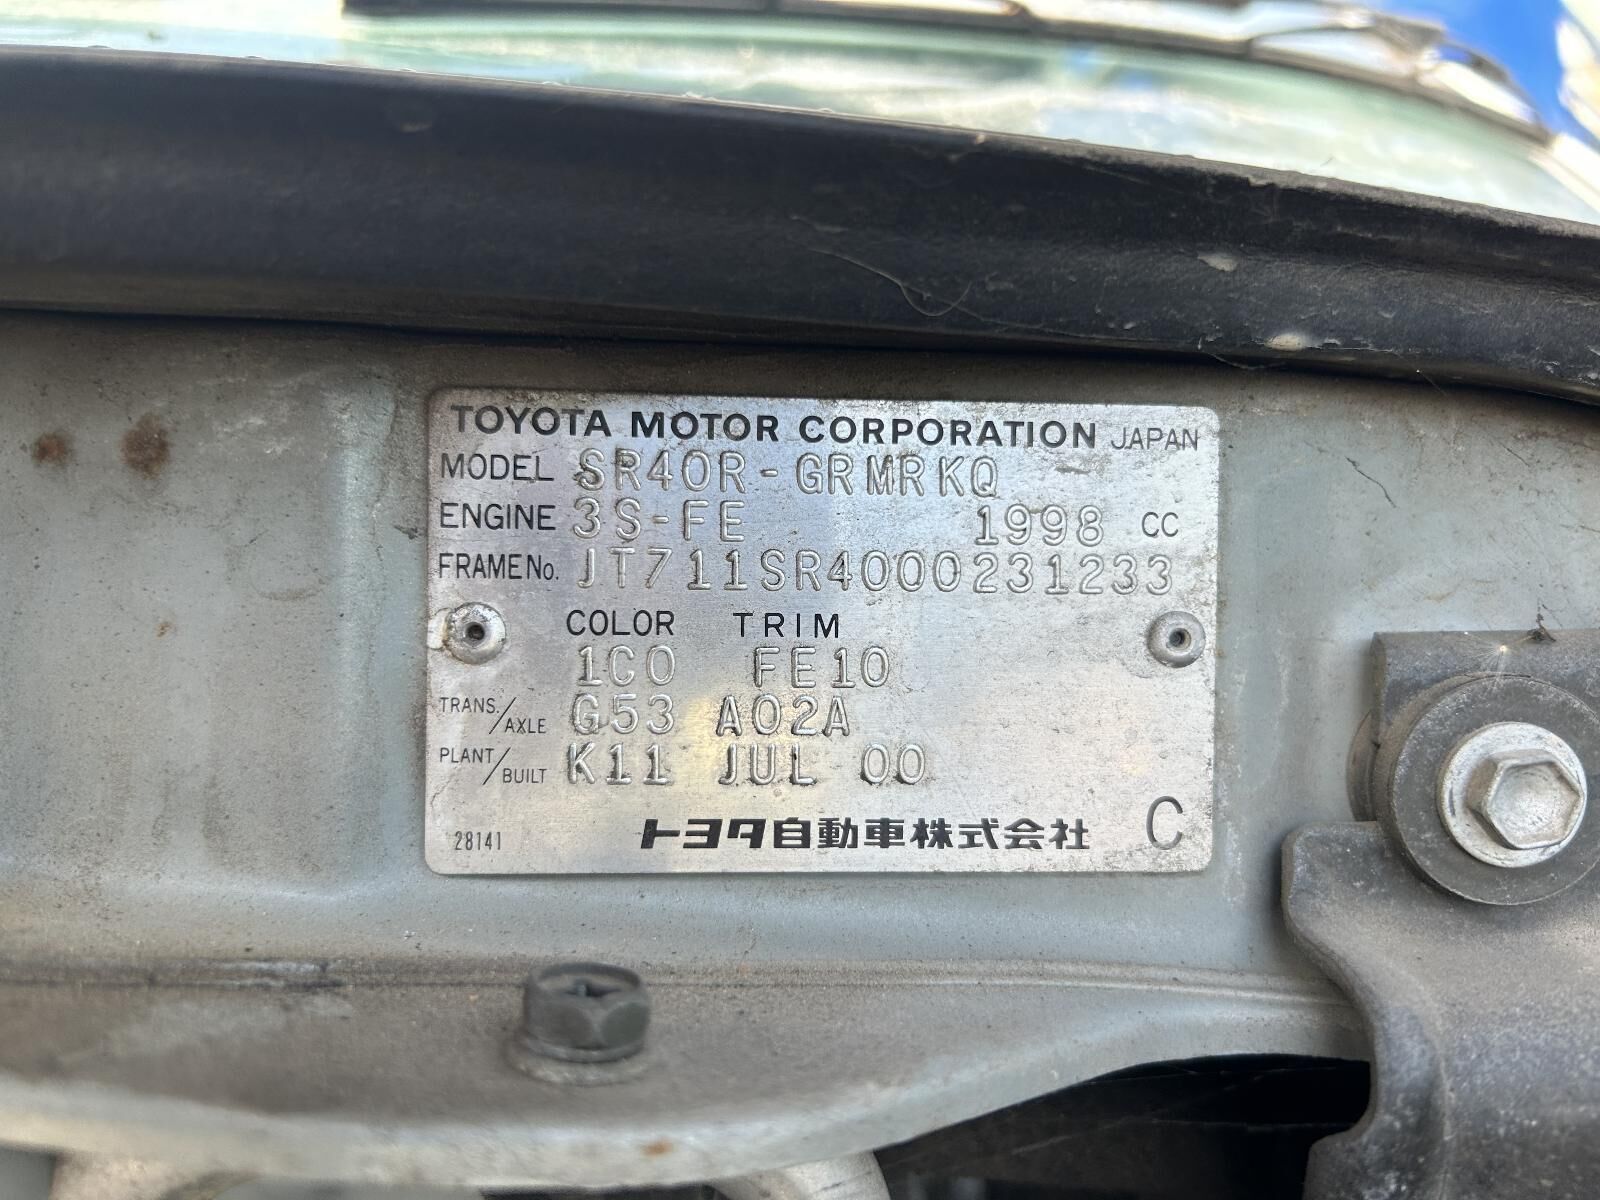 TOYOTA MOTOR CORPORATION JAPAN
MODEL SR40R-GRMRKQ
ENGINE 3S-FE 1998 CC
FRAME No. JT711SR4000231233
COLOR TRIM
1C0 FE10
TRANS./AXLE G53 A02A
PLANT/BUILT K11 JUL 00
28141 トヨタ自動車株式会社 C